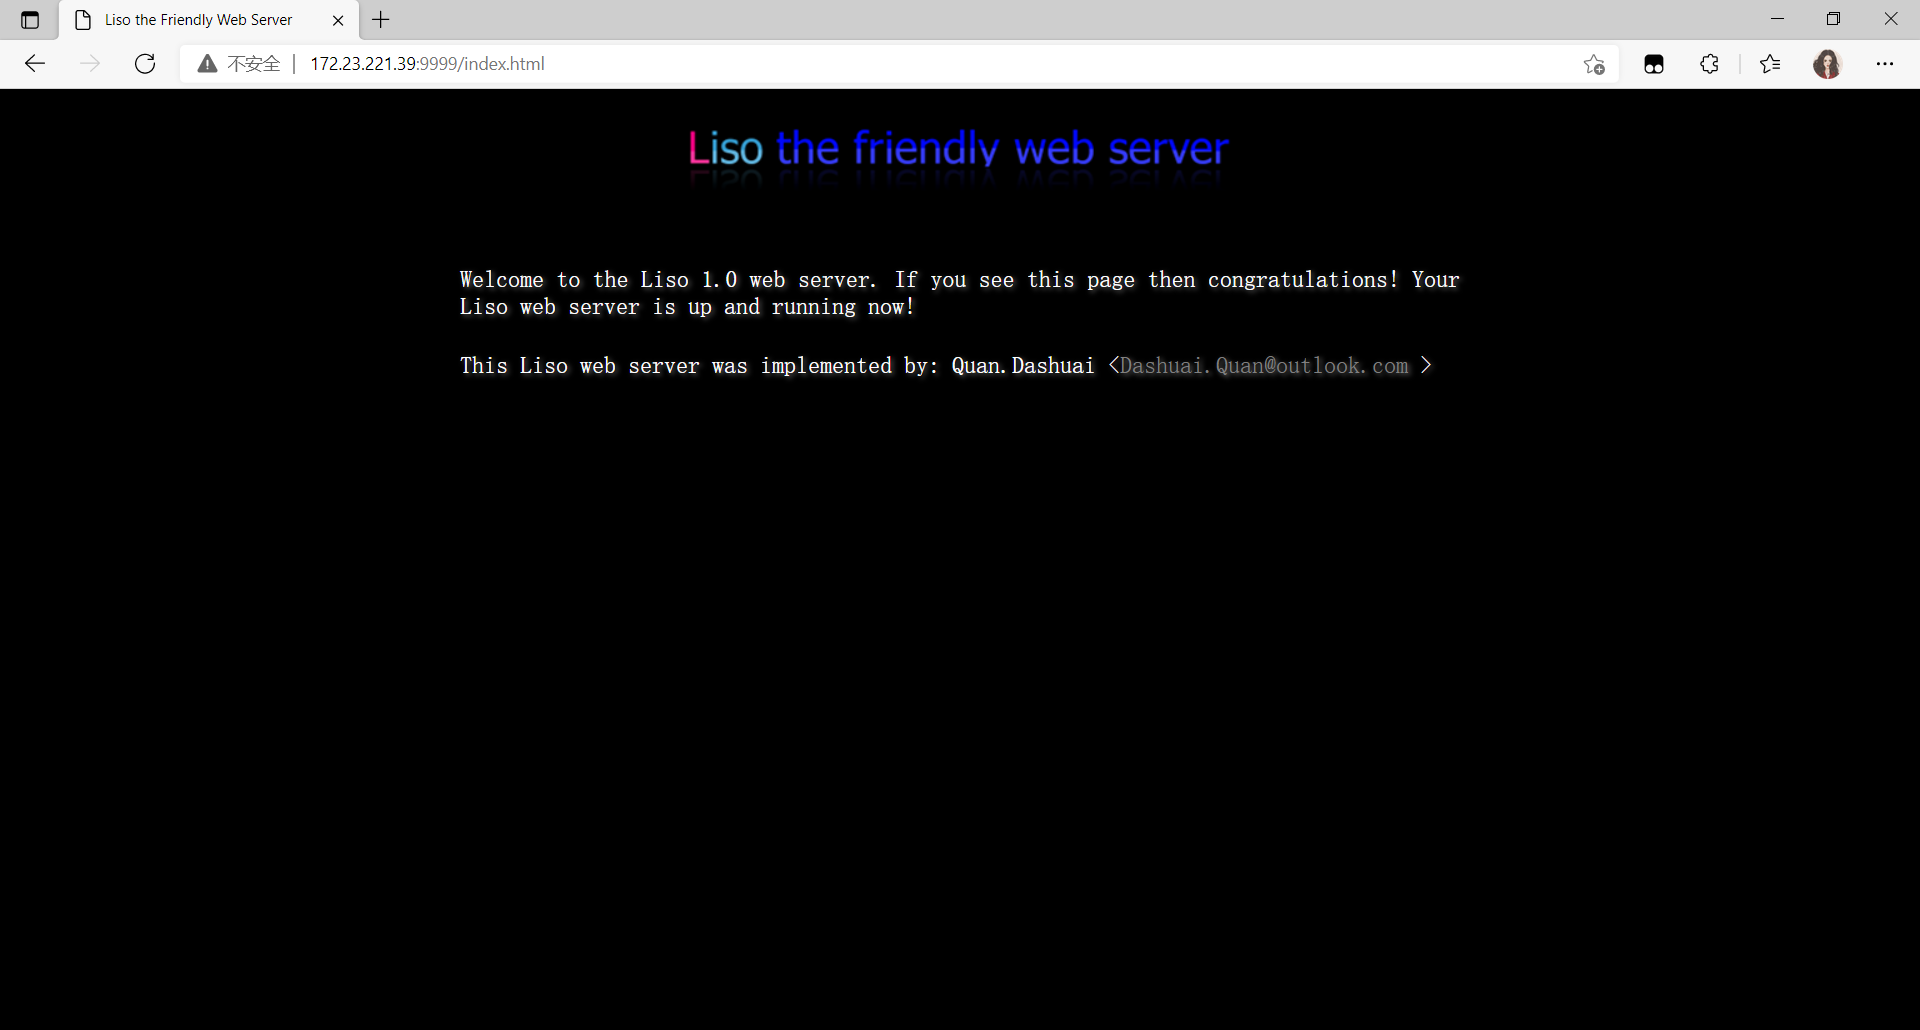 Liso the Friendly Web Server
不安全
172.23.221.39:9999/index.html
Liso the friendly web server
Welcome to the Liso 1.0 web server. If you see this page then congratulations! Your
Liso web server is up and running now!
This Liso web server was implemented by: Quan.Dashuai <Dashuai.Quan@outlook.com >